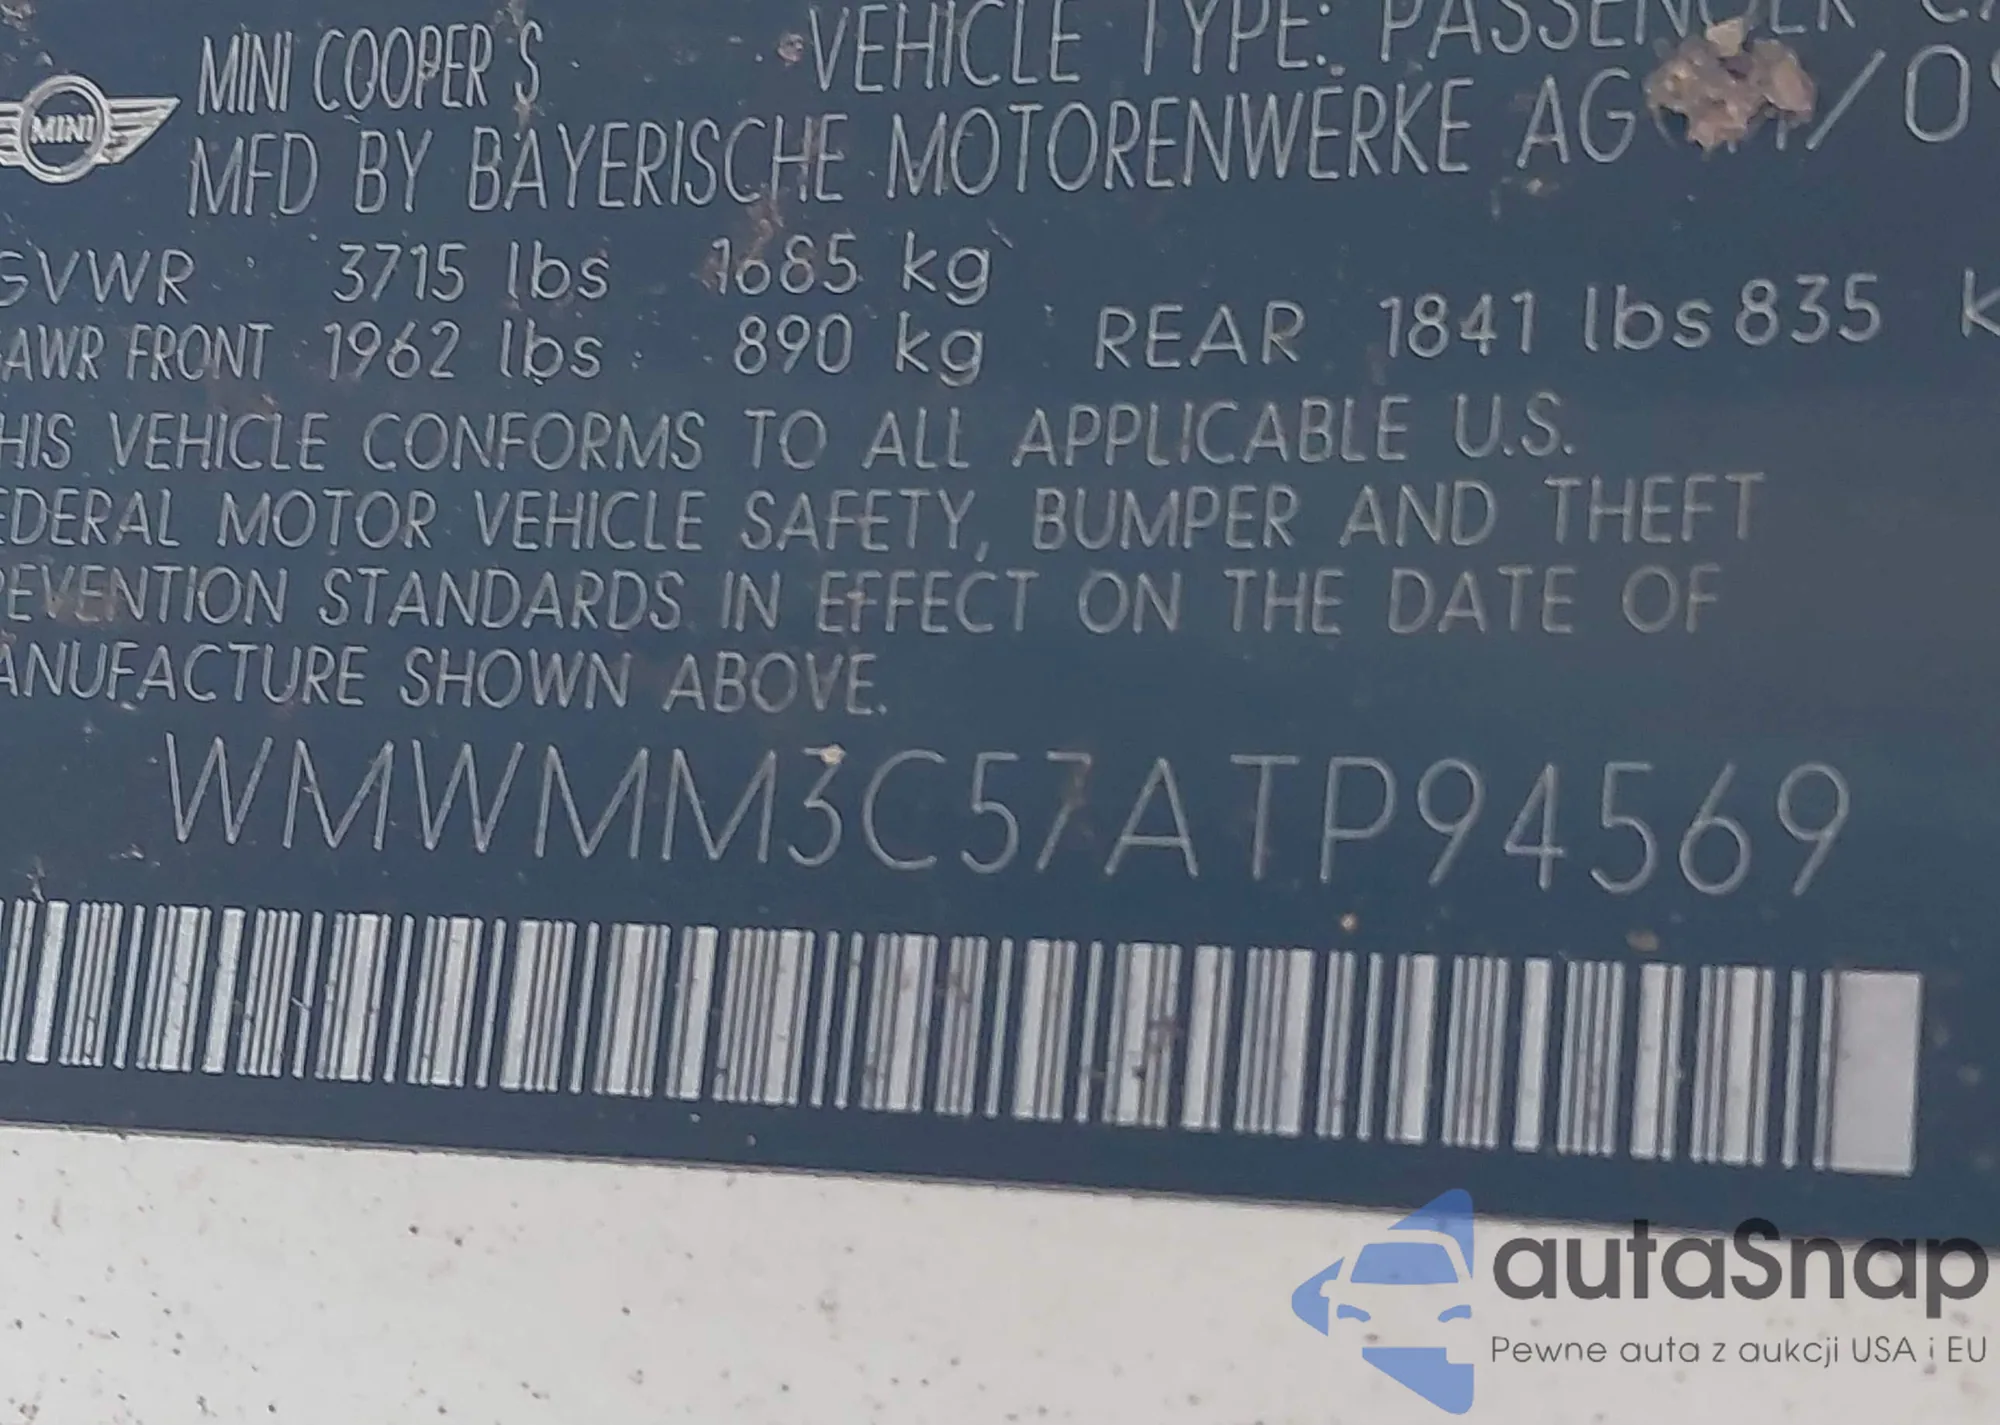 MINI COOPER S VEHICLE TYPE: PASSENGER
MINI
MFD BY BAYERISCHE MOTORENWERKE AG
GVWR 3715 lbs 1685 kg
AWR FRONT 1962 lbs 890 kg REAR 1841 lbs 835 k
HIS VEHICLE CONFORMS TO ALL APPLICABLE U.S.
EDERAL MOTOR VEHICLE SAFETY, BUMPER AND THEFT
EVENTION STANDARDS IN EFFECT ON THE DATE OF
ANUFACTURE SHOWN ABOVE.
WMWMM3C57ATP94569
autaSnap
Pewne auta z aukcji USA i EU